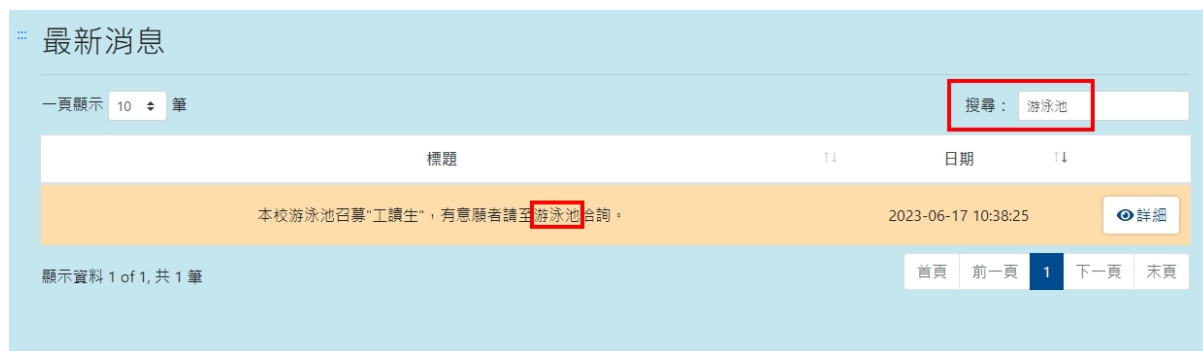 :::
最新消息
一頁顯示 10 筆
搜尋： 游泳池
標題 ↑↓ 日期 ↑↓
本校游泳池召募"工讀生"，有意願者請至游泳池洽詢。 2023-06-17 10:38:25 詳細
顯示資料 1 of 1, 共 1 筆
首頁 前一頁 1 下一頁 末頁